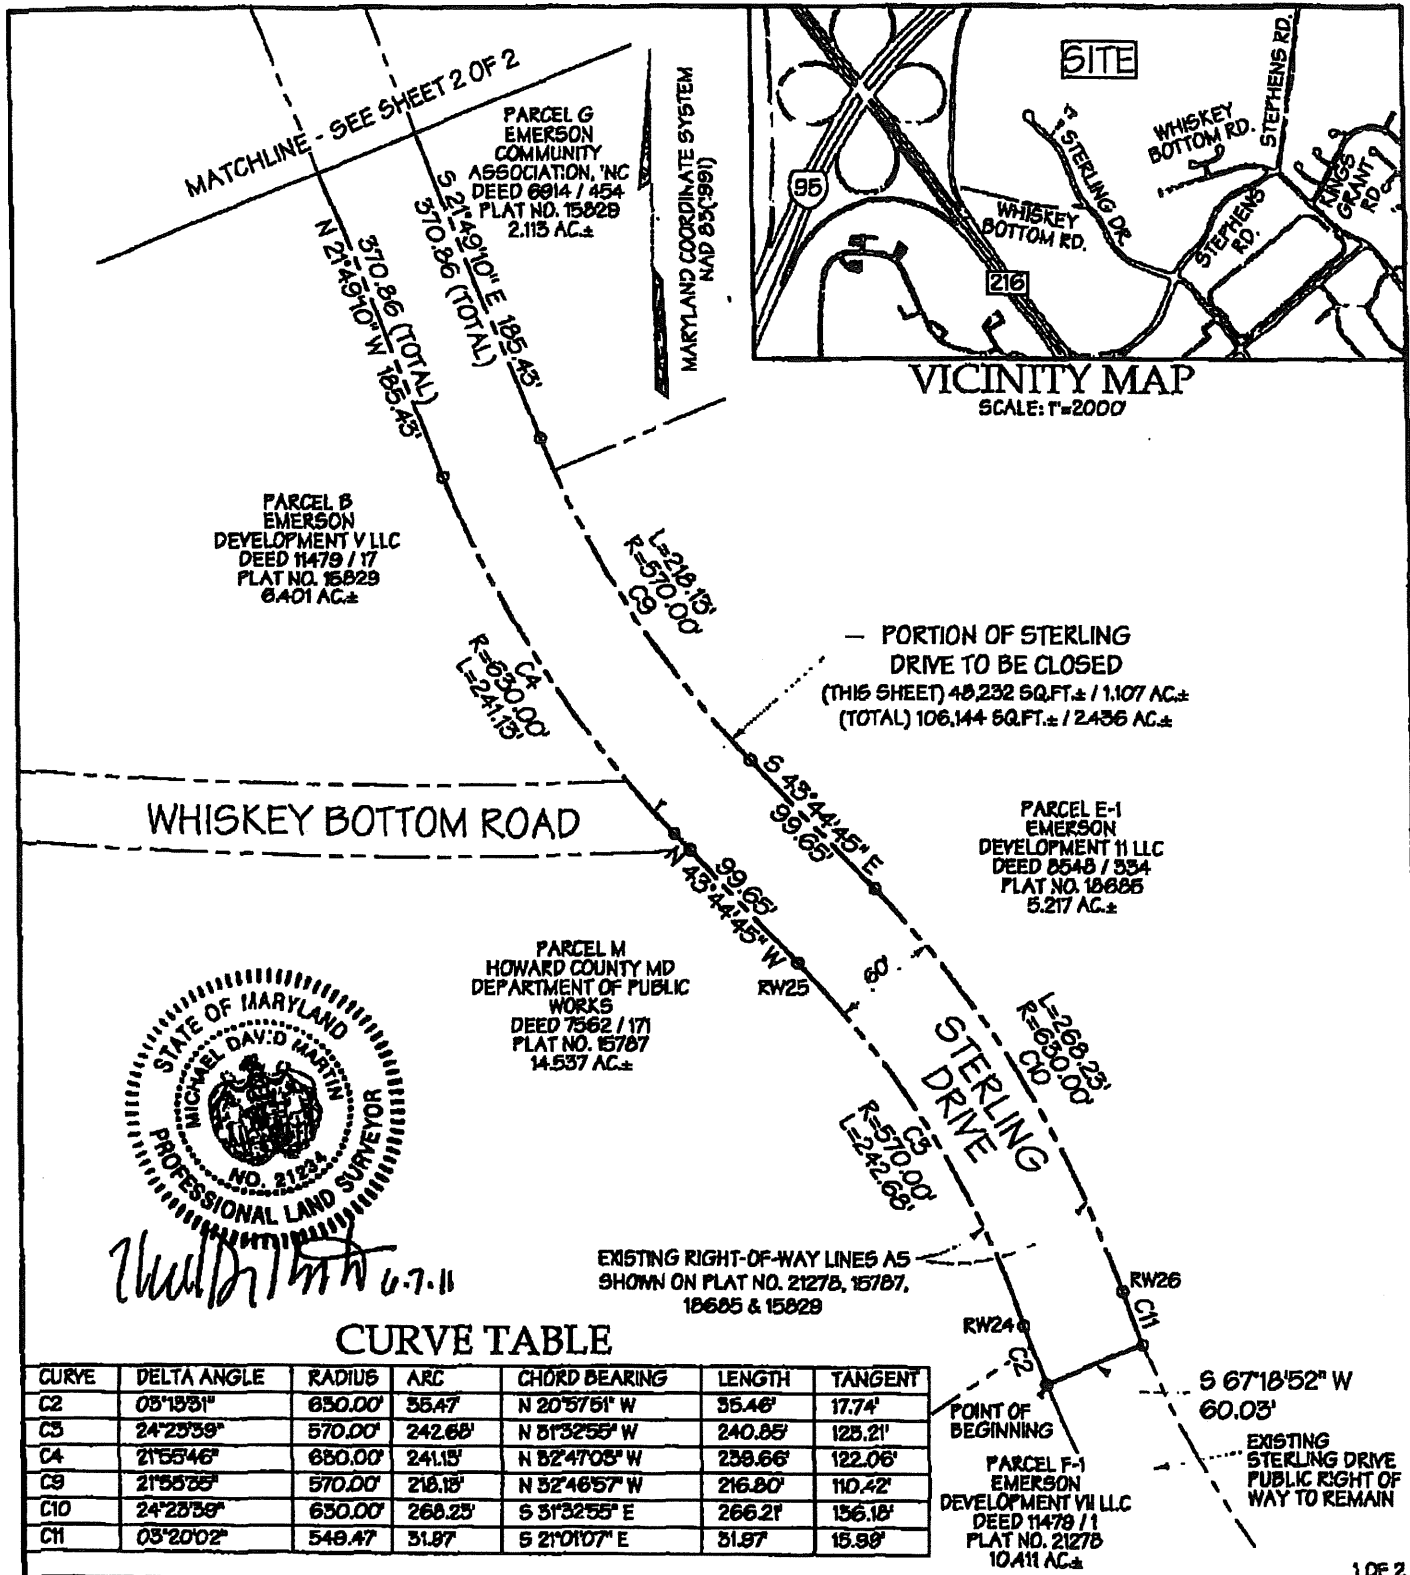 MATCHLINE - SEE SHEET 2 OF 2
PARCEL G
EMERSON
COMMUNITY
ASSOCIATION, INC
DEED 6914 / 454
PLAT NO. 15829
2.113 AC.±
MARYLAND COORDINATE SYSTEM
NAD 83(1991)
SITE
95
216
STERLING DR.
WHISKEY
BOTTOM RD.
WHISKEY
BOTTOM RD.
STEPHENS RD.
STEPHENS
RD.
KINGS
GRANT
RD.
VICINITY MAP
SCALE: 1"=2000'
370.86 (TOTAL)
N 21°49'10" W 185.43'
S 21°49'10" E 185.43'
370.86 (TOTAL)
PARCEL B
EMERSON
DEVELOPMENT V LLC
DEED 11479 / 17
PLAT NO. 15829
6.401 AC.±
L=218.13'
R=570.00'
C9
C4
R=630.00'
L=241.13'
PORTION OF STERLING
DRIVE TO BE CLOSED
(THIS SHEET) 48,232 SQ.FT.± / 1.107 AC.±
(TOTAL) 106,144 SQ.FT.± / 2.436 AC.±
WHISKEY BOTTOM ROAD
S 43°44'45" E
99.65'
99.65'
N 43°44'45" W
PARCEL E-1
EMERSON
DEVELOPMENT 11 LLC
DEED 8548 / 334
PLAT NO. 18685
5.217 AC.±
PARCEL M
HOWARD COUNTY MD
DEPARTMENT OF PUBLIC
WORKS
DEED 7562 / 171
PLAT NO. 15787
14.537 AC.±
RW25
60'
STERLING
DRIVE
L=268.23'
R=630.00'
C10
C3
R=570.00'
L=242.68'
STATE OF MARYLAND
MICHAEL DAVID MARTIN
NO. 21234
PROFESSIONAL LAND SURVEYOR
6.7.11
EXISTING RIGHT-OF-WAY LINES AS
SHOWN ON PLAT NO. 21278, 15787,
18685 & 15829
RW26
C11
RW24
C2
S 67°18'52" W
60.03'
POINT OF
BEGINNING
EXISTING
STERLING DRIVE
PUBLIC RIGHT OF
WAY TO REMAIN
PARCEL F-1
EMERSON
DEVELOPMENT VII LLC
DEED 11479 / 1
PLAT NO. 21278
10.411 AC.±
CURVE TABLE
CURVE DELTA ANGLE RADIUS ARC CHORD BEARING LENGTH TANGENT
C2 03°13'31" 630.00' 35.47' N 20°57'51" W 35.46' 17.74'
C3 24°23'39" 570.00' 242.68' N 31°32'55" W 240.85' 123.21'
C4 21°55'46" 630.00' 241.13' N 32°47'03" W 239.66' 122.06'
C9 21°55'35" 570.00' 218.13' N 32°46'57" W 216.80' 110.42'
C10 24°23'39" 630.00' 268.23' S 31°32'55" E 266.21' 136.18'
C11 03°20'02" 549.47' 31.97' S 21°01'07" E 31.97' 15.99'
1 OF 2